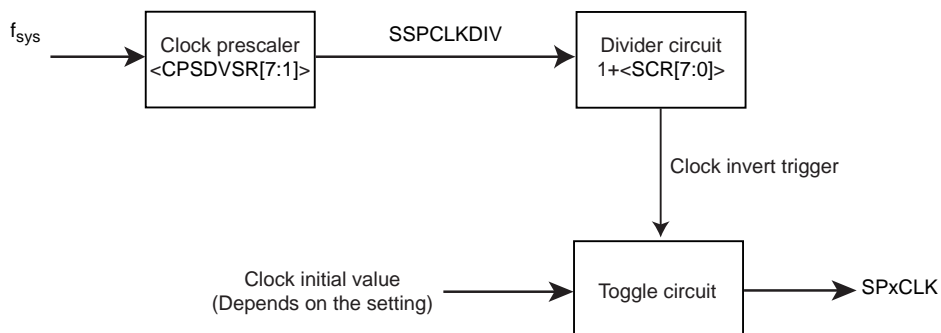 fsys
Clock prescaler
<CPSDVSR[7:1]>
SSPCLKDIV
Divider circuit
1+<SCR[7:0]>
Clock invert trigger
Clock initial value
(Depends on the setting)
Toggle circuit
SPxCLK